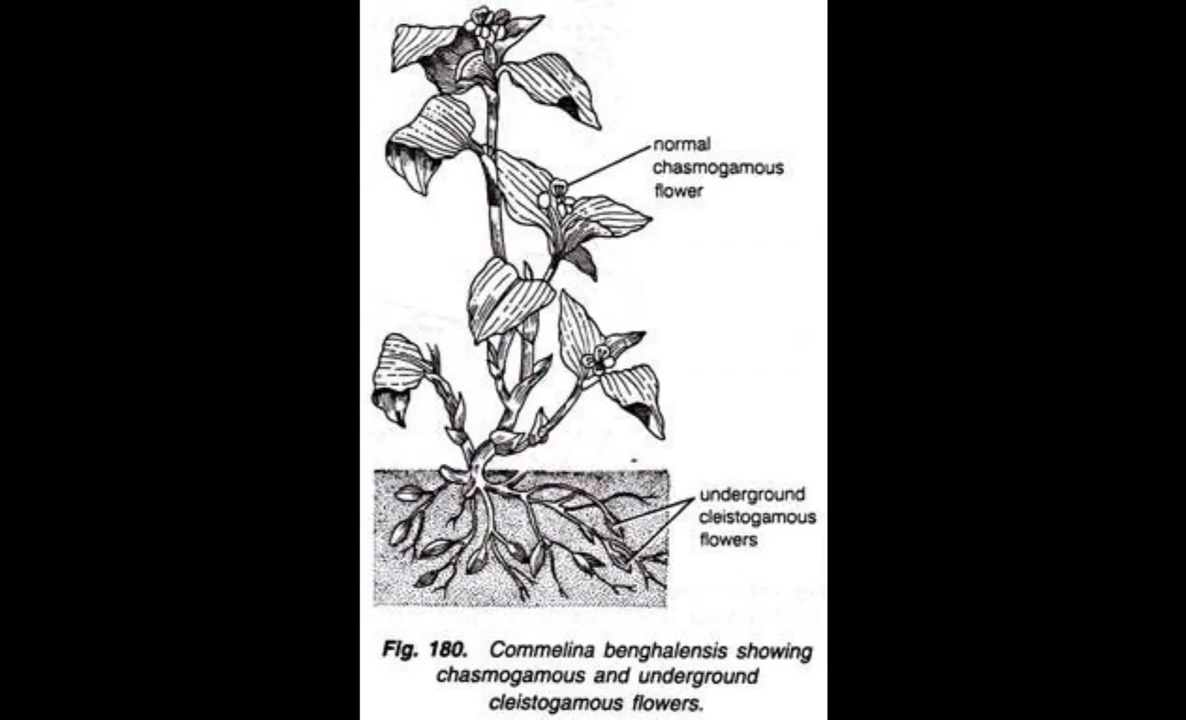 normal
chasmogamous
flower
underground
cleistogamous
flowers
Fig. 180. Commelina benghalensis showing
chasmogamous and underground
cleistogamous flowers.